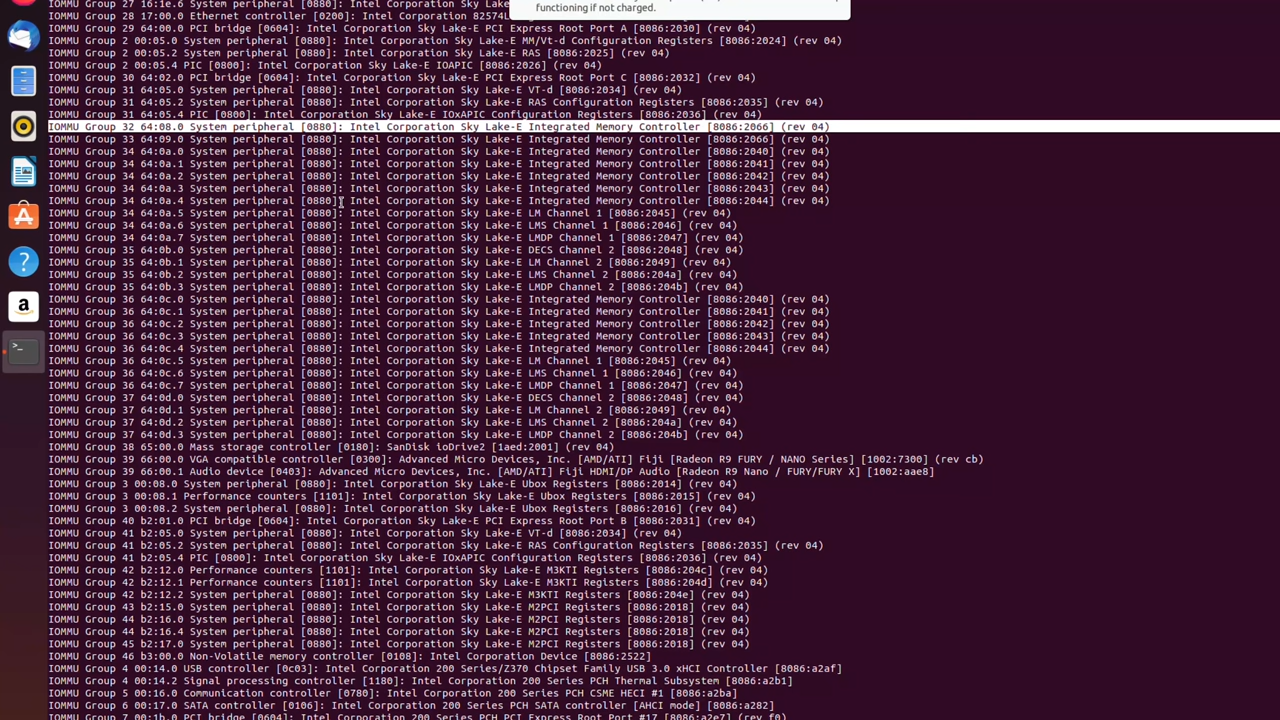 functioning if not charged.
IOMMU Group 27 16:1e.6 System peripheral [0880]: Intel Corporation Sky Lake-E
IOMMU Group 28 17:00.0 Ethernet controller [0200]: Intel Corporation 82574L
IOMMU Group 29 64:00.0 PCI bridge [0604]: Intel Corporation Sky Lake-E PCI Express Root Port A [8086:2030] (rev 04)
IOMMU Group 2 00:05.0 System peripheral [0880]: Intel Corporation Sky Lake-E MM/Vt-d Configuration Registers [8086:2024] (rev 04)
IOMMU Group 2 00:05.2 System peripheral [0880]: Intel Corporation Sky Lake-E RAS [8086:2025] (rev 04)
IOMMU Group 2 00:05.4 PIC [0800]: Intel Corporation Sky Lake-E IOAPIC [8086:2026] (rev 04)
IOMMU Group 30 64:02.0 PCI bridge [0604]: Intel Corporation Sky Lake-E PCI Express Root Port C [8086:2032] (rev 04)
IOMMU Group 31 64:05.0 System peripheral [0880]: Intel Corporation Sky Lake-E VT-d [8086:2034] (rev 04)
IOMMU Group 31 64:05.2 System peripheral [0880]: Intel Corporation Sky Lake-E RAS Configuration Registers [8086:2035] (rev 04)
IOMMU Group 31 64:05.4 PIC [0800]: Intel Corporation Sky Lake-E IOxAPIC Configuration Registers [8086:2036] (rev 04)
IOMMU Group 32 64:08.0 System peripheral [0880]: Intel Corporation Sky Lake-E Integrated Memory Controller [8086:2066] (rev 04)
IOMMU Group 33 64:09.0 System peripheral [0880]: Intel Corporation Sky Lake-E Integrated Memory Controller [8086:2066] (rev 04)
IOMMU Group 34 64:0a.0 System peripheral [0880]: Intel Corporation Sky Lake-E Integrated Memory Controller [8086:2040] (rev 04)
IOMMU Group 34 64:0a.1 System peripheral [0880]: Intel Corporation Sky Lake-E Integrated Memory Controller [8086:2041] (rev 04)
IOMMU Group 34 64:0a.2 System peripheral [0880]: Intel Corporation Sky Lake-E Integrated Memory Controller [8086:2042] (rev 04)
IOMMU Group 34 64:0a.3 System peripheral [0880]: Intel Corporation Sky Lake-E Integrated Memory Controller [8086:2043] (rev 04)
IOMMU Group 34 64:0a.4 System peripheral [0880]: Intel Corporation Sky Lake-E Integrated Memory Controller [8086:2044] (rev 04)
IOMMU Group 34 64:0a.5 System peripheral [0880]: Intel Corporation Sky Lake-E LM Channel 1 [8086:2045] (rev 04)
IOMMU Group 34 64:0a.6 System peripheral [0880]: Intel Corporation Sky Lake-E LMS Channel 1 [8086:2046] (rev 04)
IOMMU Group 34 64:0a.7 System peripheral [0880]: Intel Corporation Sky Lake-E LMDP Channel 1 [8086:2047] (rev 04)
IOMMU Group 35 64:0b.0 System peripheral [0880]: Intel Corporation Sky Lake-E DECS Channel 2 [8086:2048] (rev 04)
IOMMU Group 35 64:0b.1 System peripheral [0880]: Intel Corporation Sky Lake-E LM Channel 2 [8086:2049] (rev 04)
IOMMU Group 35 64:0b.2 System peripheral [0880]: Intel Corporation Sky Lake-E LMS Channel 2 [8086:204a] (rev 04)
IOMMU Group 35 64:0b.3 System peripheral [0880]: Intel Corporation Sky Lake-E LMDP Channel 2 [8086:204b] (rev 04)
IOMMU Group 36 64:0c.0 System peripheral [0880]: Intel Corporation Sky Lake-E Integrated Memory Controller [8086:2040] (rev 04)
IOMMU Group 36 64:0c.1 System peripheral [0880]: Intel Corporation Sky Lake-E Integrated Memory Controller [8086:2041] (rev 04)
IOMMU Group 36 64:0c.2 System peripheral [0880]: Intel Corporation Sky Lake-E Integrated Memory Controller [8086:2042] (rev 04)
IOMMU Group 36 64:0c.3 System peripheral [0880]: Intel Corporation Sky Lake-E Integrated Memory Controller [8086:2043] (rev 04)
IOMMU Group 36 64:0c.4 System peripheral [0880]: Intel Corporation Sky Lake-E Integrated Memory Controller [8086:2044] (rev 04)
IOMMU Group 36 64:0c.5 System peripheral [0880]: Intel Corporation Sky Lake-E LM Channel 1 [8086:2045] (rev 04)
IOMMU Group 36 64:0c.6 System peripheral [0880]: Intel Corporation Sky Lake-E LMS Channel 1 [8086:2046] (rev 04)
IOMMU Group 36 64:0c.7 System peripheral [0880]: Intel Corporation Sky Lake-E LMDP Channel 1 [8086:2047] (rev 04)
IOMMU Group 37 64:0d.0 System peripheral [0880]: Intel Corporation Sky Lake-E DECS Channel 2 [8086:2048] (rev 04)
IOMMU Group 37 64:0d.1 System peripheral [0880]: Intel Corporation Sky Lake-E LM Channel 2 [8086:2049] (rev 04)
IOMMU Group 37 64:0d.2 System peripheral [0880]: Intel Corporation Sky Lake-E LMS Channel 2 [8086:204a] (rev 04)
IOMMU Group 37 64:0d.3 System peripheral [0880]: Intel Corporation Sky Lake-E LMDP Channel 2 [8086:204b] (rev 04)
IOMMU Group 38 65:00.0 Mass storage controller [0180]: SanDisk ioDrive2 [1aed:2001] (rev 04)
IOMMU Group 39 66:00.0 VGA compatible controller [0300]: Advanced Micro Devices, Inc. [AMD/ATI] Fiji [Radeon R9 FURY / NANO Series] [1002:7300] (rev cb)
IOMMU Group 39 66:00.1 Audio device [0403]: Advanced Micro Devices, Inc. [AMD/ATI] Fiji HDMI/DP Audio [Radeon R9 Nano / FURY/FURY X] [1002:aae8]
IOMMU Group 3 00:08.0 System peripheral [0880]: Intel Corporation Sky Lake-E Ubox Registers [8086:2014] (rev 04)
IOMMU Group 3 00:08.1 Performance counters [1101]: Intel Corporation Sky Lake-E Ubox Registers [8086:2015] (rev 04)
IOMMU Group 3 00:08.2 System peripheral [0880]: Intel Corporation Sky Lake-E Ubox Registers [8086:2016] (rev 04)
IOMMU Group 40 b2:01.0 PCI bridge [0604]: Intel Corporation Sky Lake-E PCI Express Root Port B [8086:2031] (rev 04)
IOMMU Group 41 b2:05.0 System peripheral [0880]: Intel Corporation Sky Lake-E VT-d [8086:2034] (rev 04)
IOMMU Group 41 b2:05.2 System peripheral [0880]: Intel Corporation Sky Lake-E RAS Configuration Registers [8086:2035] (rev 04)
IOMMU Group 41 b2:05.4 PIC [0800]: Intel Corporation Sky Lake-E IOxAPIC Configuration Registers [8086:2036] (rev 04)
IOMMU Group 42 b2:12.0 Performance counters [1101]: Intel Corporation Sky Lake-E M3KTI Registers [8086:204c] (rev 04)
IOMMU Group 42 b2:12.1 Performance counters [1101]: Intel Corporation Sky Lake-E M3KTI Registers [8086:204d] (rev 04)
IOMMU Group 42 b2:12.2 System peripheral [0880]: Intel Corporation Sky Lake-E M3KTI Registers [8086:204e] (rev 04)
IOMMU Group 43 b2:15.0 System peripheral [0880]: Intel Corporation Sky Lake-E M2PCI Registers [8086:2018] (rev 04)
IOMMU Group 44 b2:16.0 System peripheral [0880]: Intel Corporation Sky Lake-E M2PCI Registers [8086:2018] (rev 04)
IOMMU Group 44 b2:16.4 System peripheral [0880]: Intel Corporation Sky Lake-E M2PCI Registers [8086:2018] (rev 04)
IOMMU Group 45 b2:17.0 System peripheral [0880]: Intel Corporation Sky Lake-E M2PCI Registers [8086:2018] (rev 04)
IOMMU Group 46 b3:00.0 Non-Volatile memory controller [0108]: Intel Corporation Device [8086:2522]
IOMMU Group 4 00:14.0 USB controller [0c03]: Intel Corporation 200 Series/Z370 Chipset Family USB 3.0 xHCI Controller [8086:a2af]
IOMMU Group 4 00:14.2 Signal processing controller [1180]: Intel Corporation 200 Series PCH Thermal Subsystem [8086:a2b1]
IOMMU Group 5 00:16.0 Communication controller [0780]: Intel Corporation 200 Series PCH CSME HECI #1 [8086:a2ba]
IOMMU Group 6 00:17.0 SATA controller [0106]: Intel Corporation 200 Series PCH SATA controller [AHCI mode] [8086:a282]
IOMMU Group 7 00:1b.0 PCI bridge [0604]: Intel Corporation 200 Series PCH PCI Express Root Port #17 [8086:a2e7] (rev f0)